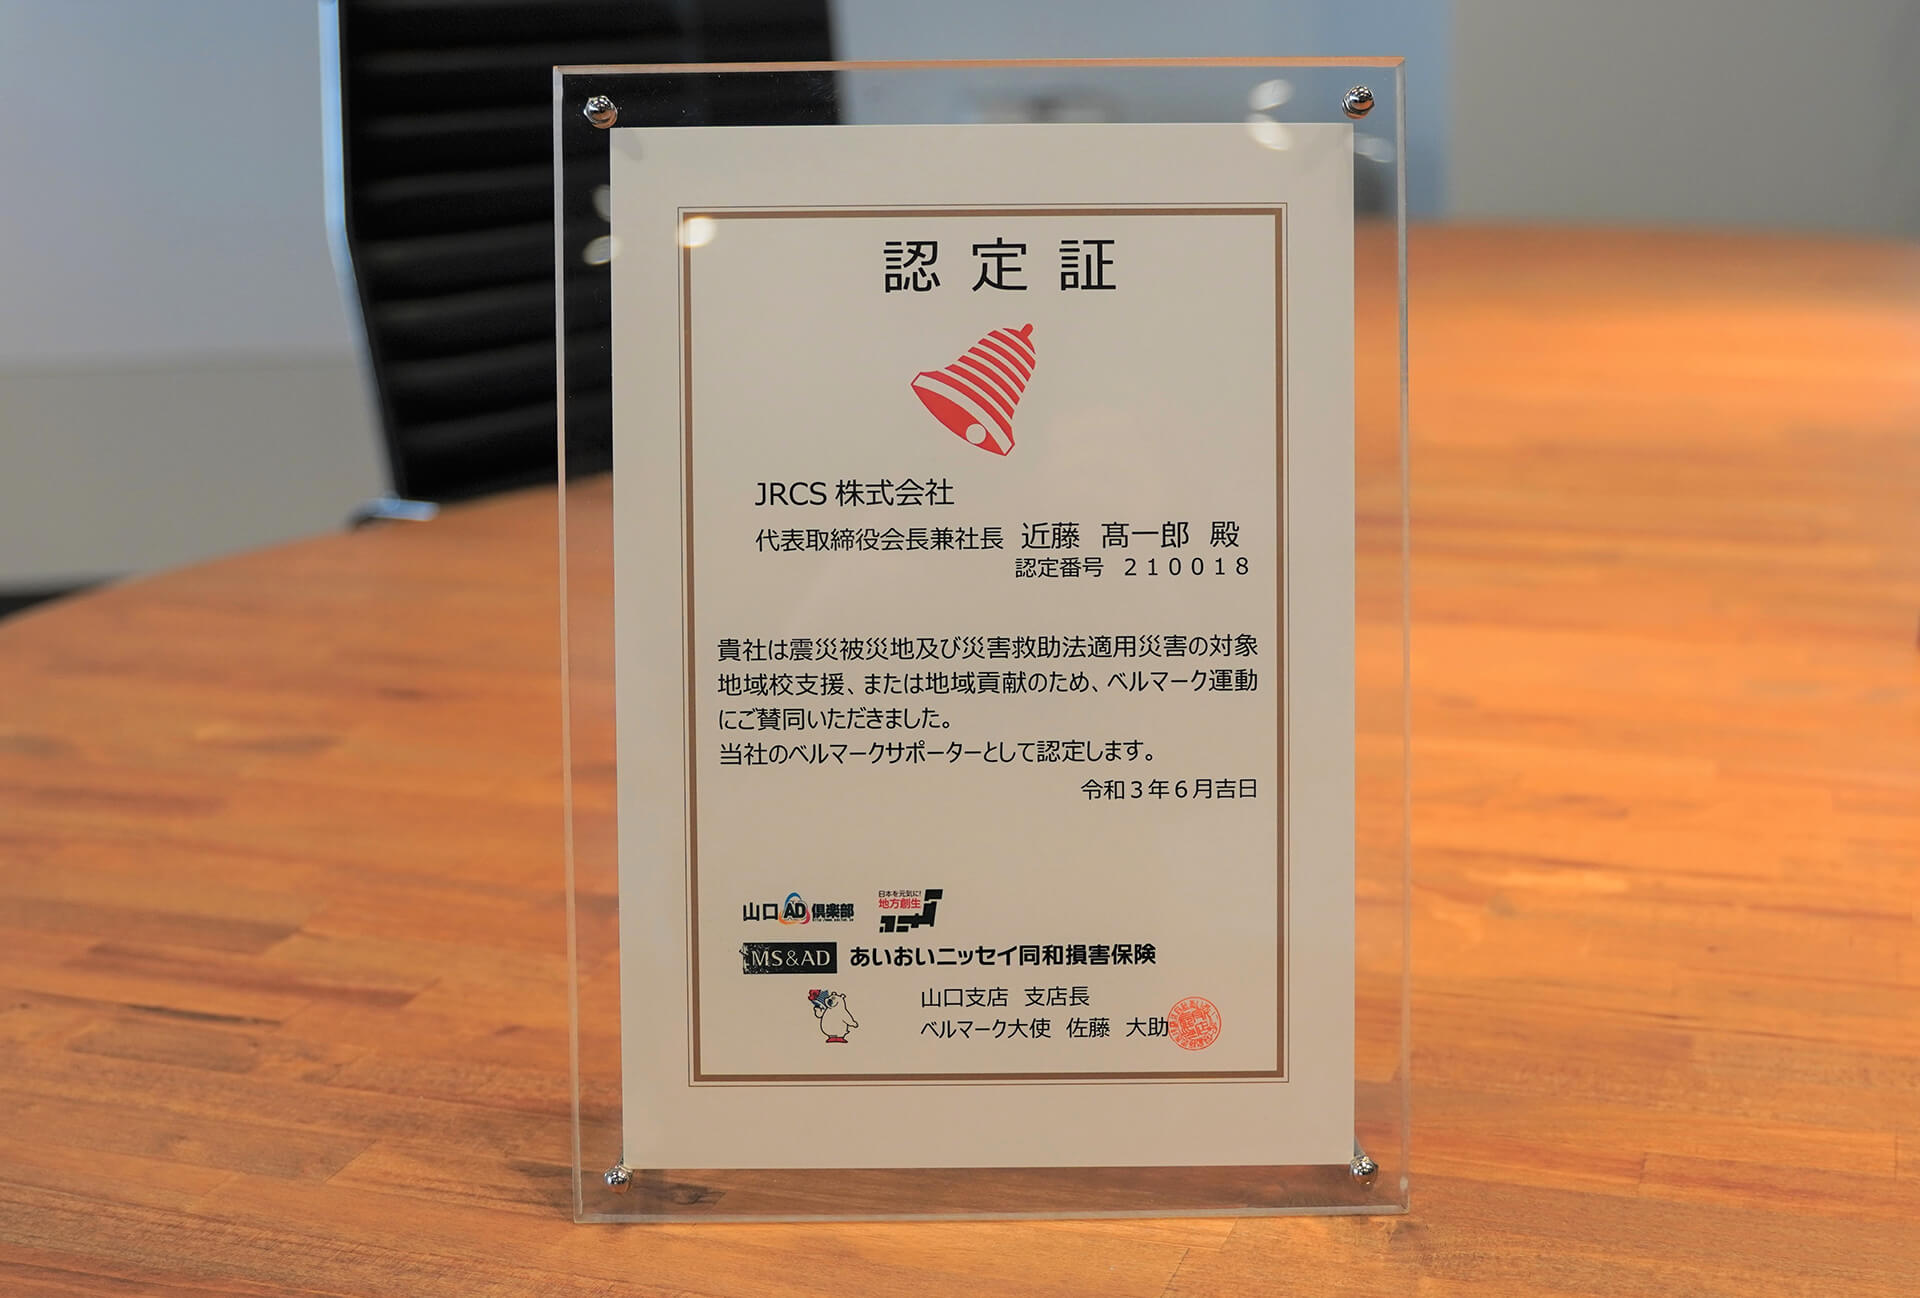 認定証
JRCS 株式会社
代表取締役会長兼社長 近藤 髙一郎 殿
認定番号 210018
貴社は震災被災地及び災害救助法適用災害の対象
地域校支援、または地域貢献のため、ベルマーク運動
にご賛同いただきました。
当社のベルマークサポーターとして認定します。
令和3年6月吉日
日本を元気に!
山口AD倶楽部 地方創生
MS&AD あいおいニッセイ同和損害保険
山口支店 支店長
ベルマーク大使 佐藤 大助